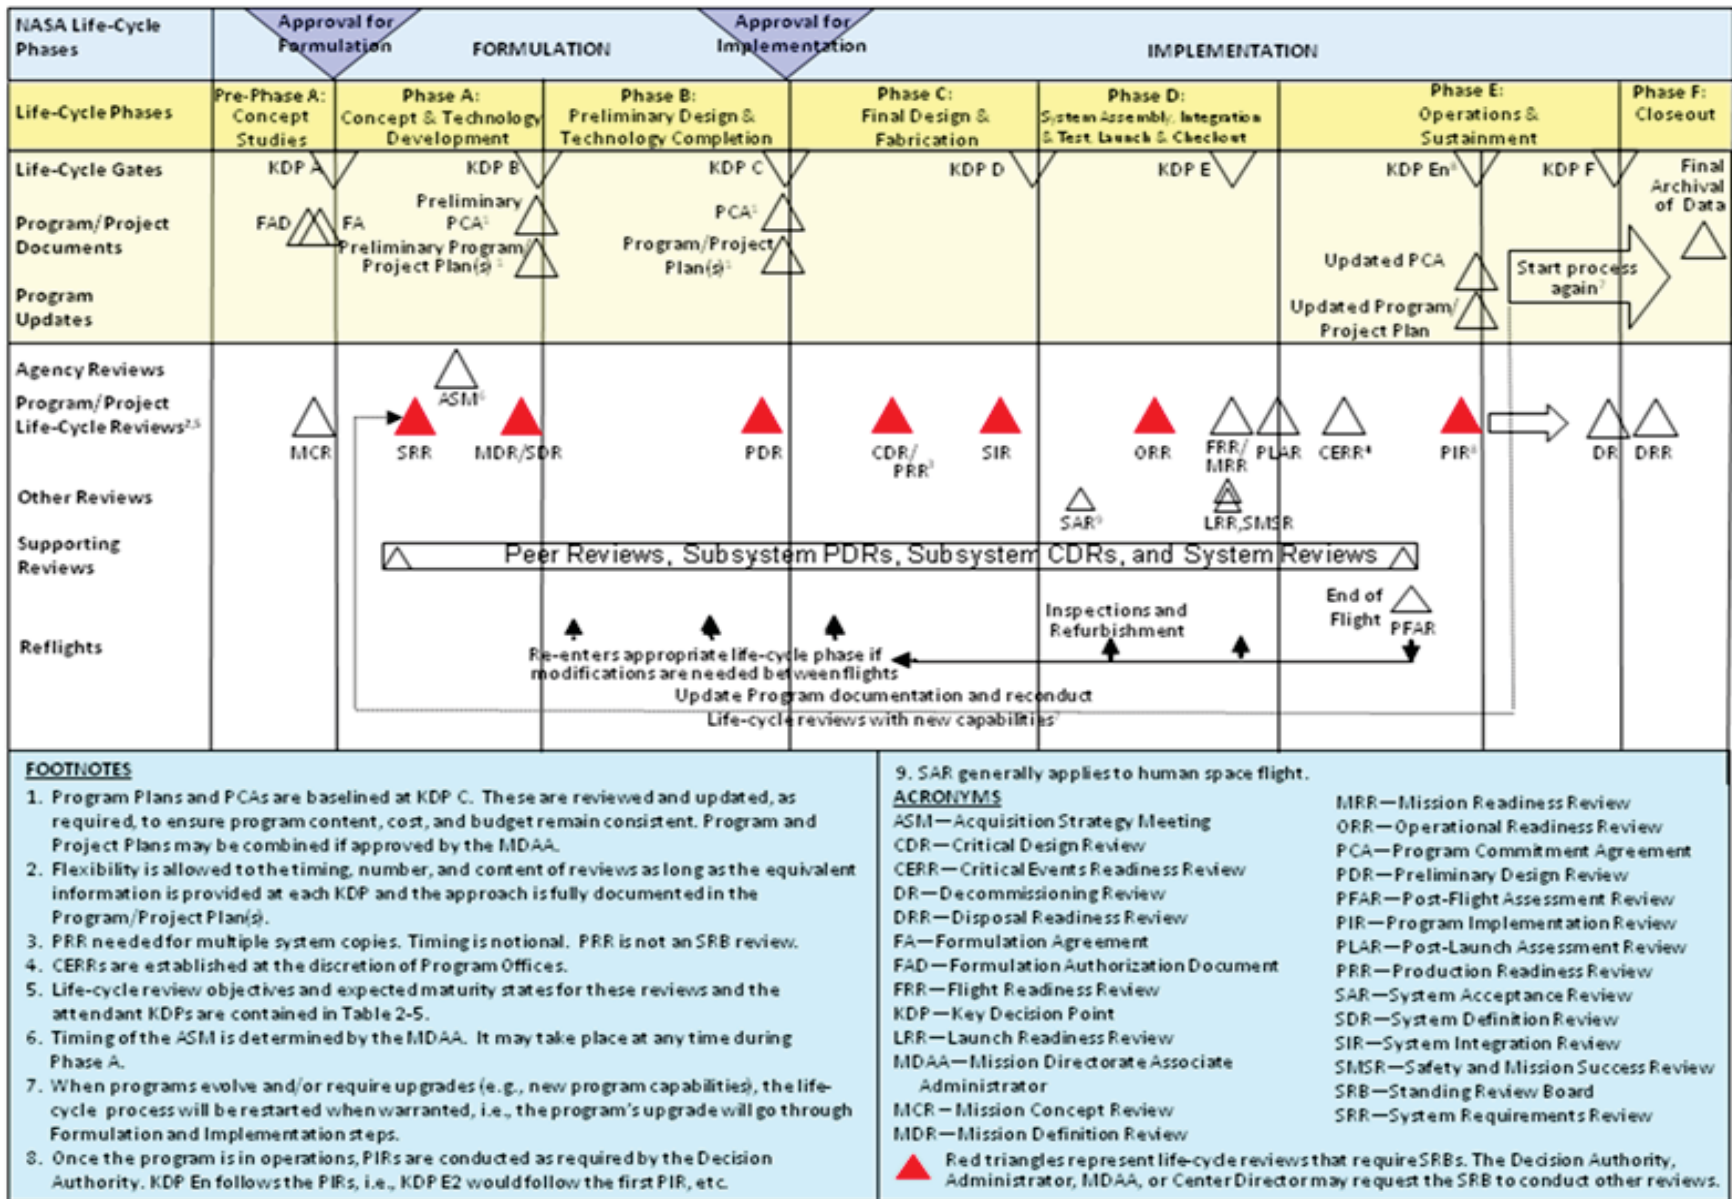 NASA Life-Cycle
Phases
Approval for
Formulation
FORMULATION
Approval for
Implementation
IMPLEMENTATION
Life-Cycle Phases
Pre-Phase A:
Concept
Studies
Phase A:
Concept & Technology
Development
Phase B:
Preliminary Design &
Technology Completion
Phase C:
Final Design &
Fabrication
Phase D:
System Assembly, Integration
& Test, Launch & Checkout
Phase E:
Operations &
Sustainment
Phase F:
Closeout
Life-Cycle Gates
KDP A
KDP B
KDP C
KDP D
KDP E
KDP En⁸
KDP F
Final
Archival
of Data
Program/Project
Documents
FAD
FA
Preliminary
PCA¹
Preliminary Program/
Project Plan(s) ¹
PCA¹
Program/Project
Plan(s)¹
Updated PCA
Updated Program/
Project Plan
Start process
again⁷
Program
Updates
Agency Reviews
ASM⁶
Program/Project
Life-Cycle Reviews²,⁵
MCR
SRR
MDR/SDR
PDR
CDR/
PRR³
SIR
ORR
FRR/
MRR
PLAR
CERR⁴
PIR⁸
DR
DRR
Other Reviews
SAR⁹
LRR,SMSR
Supporting
Reviews
Peer Reviews, Subsystem PDRs, Subsystem CDRs, and System Reviews
Reflights
Inspections and
Refurbishment
End of
Flight
PFAR
Re-enters appropriate life-cycle phase if
modifications are needed between flights
Update Program documentation and reconduct
Life-cycle reviews with new capabilities⁷
FOOTNOTES
1. Program Plans and PCAs are baselined at KDP C. These are reviewed and updated, as
required, to ensure program content, cost, and budget remain consistent. Program and
Project Plans may be combined if approved by the MDAA.
2. Flexibility is allowed to the timing, number, and content of reviews as long as the equivalent
information is provided at each KDP and the approach is fully documented in the
Program/Project Plan(s).
3. PRR needed for multiple system copies. Timing is notional. PRR is not an SRB review.
4. CERRs are established at the discretion of Program Offices.
5. Life-cycle review objectives and expected maturity states for these reviews and the
attendant KDPs are contained in Table 2-5.
6. Timing of the ASM is determined by the MDAA. It may take place at any time during
Phase A.
7. When programs evolve and/or require upgrades (e.g., new program capabilities), the life-
cycle process will be restarted when warranted, i.e., the program's upgrade will go through
Formulation and Implementation steps.
8. Once the program is in operations, PIRs are conducted as required by the Decision
Authority. KDP En follows the PIRs, i.e., KDP E2 would follow the first PIR, etc.
9. SAR generally applies to human space flight.
ACRONYMS
ASM—Acquisition Strategy Meeting
CDR—Critical Design Review
CERR—Critical Events Readiness Review
DR—Decommissioning Review
DRR—Disposal Readiness Review
FA—Formulation Agreement
FAD—Formulation Authorization Document
FRR—Flight Readiness Review
KDP—Key Decision Point
LRR—Launch Readiness Review
MDAA—Mission Directorate Associate
Administrator
MCR—Mission Concept Review
MDR—Mission Definition Review
MRR—Mission Readiness Review
ORR—Operational Readiness Review
PCA—Program Commitment Agreement
PDR—Preliminary Design Review
PFAR—Post-Flight Assessment Review
PIR—Program Implementation Review
PLAR—Post-Launch Assessment Review
PRR—Production Readiness Review
SAR—System Acceptance Review
SDR—System Definition Review
SIR—System Integration Review
SMSR—Safety and Mission Success Review
SRB—Standing Review Board
SRR—System Requirements Review
Red triangles represent life-cycle reviews that require SRBs. The Decision Authority,
Administrator, MDAA, or Center Director may request the SRB to conduct other reviews.